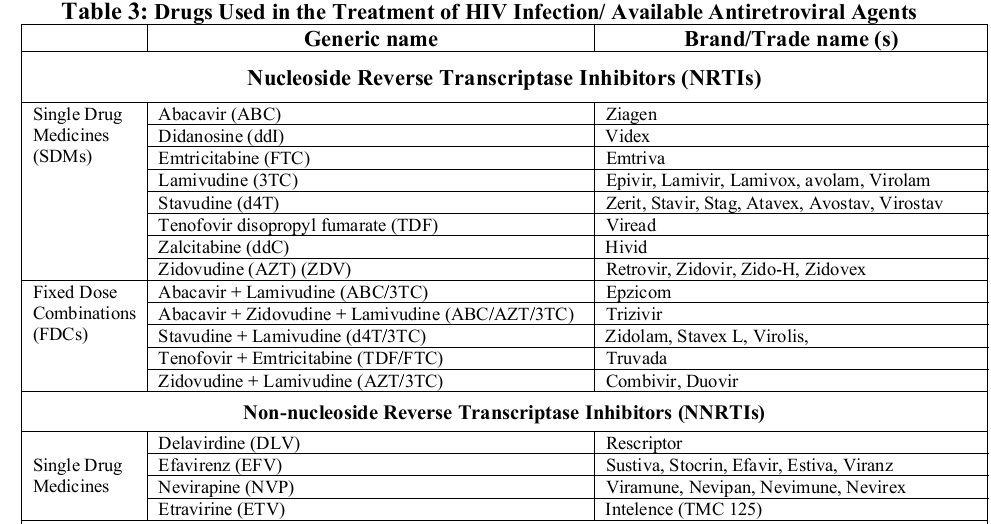 Table 3: Drugs Used in the Treatment of HIV Infection/ Available Antiretroviral Agents
Generic name Brand/Trade name (s)
Nucleoside Reverse Transcriptase Inhibitors (NRTIs)
Single Drug Abacavir (ABC) Ziagen
Medicines Didanosine (ddI) Videx
(SDMs) Emtricitabine (FTC) Emtriva
Lamivudine (3TC) Epivir, Lamivir, Lamivox, avolam, Virolam
Stavudine (d4T) Zerit, Stavir, Stag, Atavex, Avostav, Virostav
Tenofovir disopropyl fumarate (TDF) Viread
Zalcitabine (ddC) Hivid
Zidovudine (AZT) (ZDV) Retrovir, Zidovir, Zido-H, Zidovex
Fixed Dose Abacavir + Lamivudine (ABC/3TC) Epzicom
Combinations Abacavir + Zidovudine + Lamivudine (ABC/AZT/3TC) Trizivir
(FDCs) Stavudine + Lamivudine (d4T/3TC) Zidolam, Stavex L, Virolis,
Tenofovir + Emtricitabine (TDF/FTC) Truvada
Zidovudine + Lamivudine (AZT/3TC) Combivir, Duovir
Non-nucleoside Reverse Transcriptase Inhibitors (NNRTIs)
Delavirdine (DLV) Rescriptor
Single Drug Efavirenz (EFV) Sustiva, Stocrin, Efavir, Estiva, Viranz
Medicines Nevirapine (NVP) Viramune, Nevipan, Nevimune, Nevirex
Etravirine (ETV) Intelence (TMC 125)